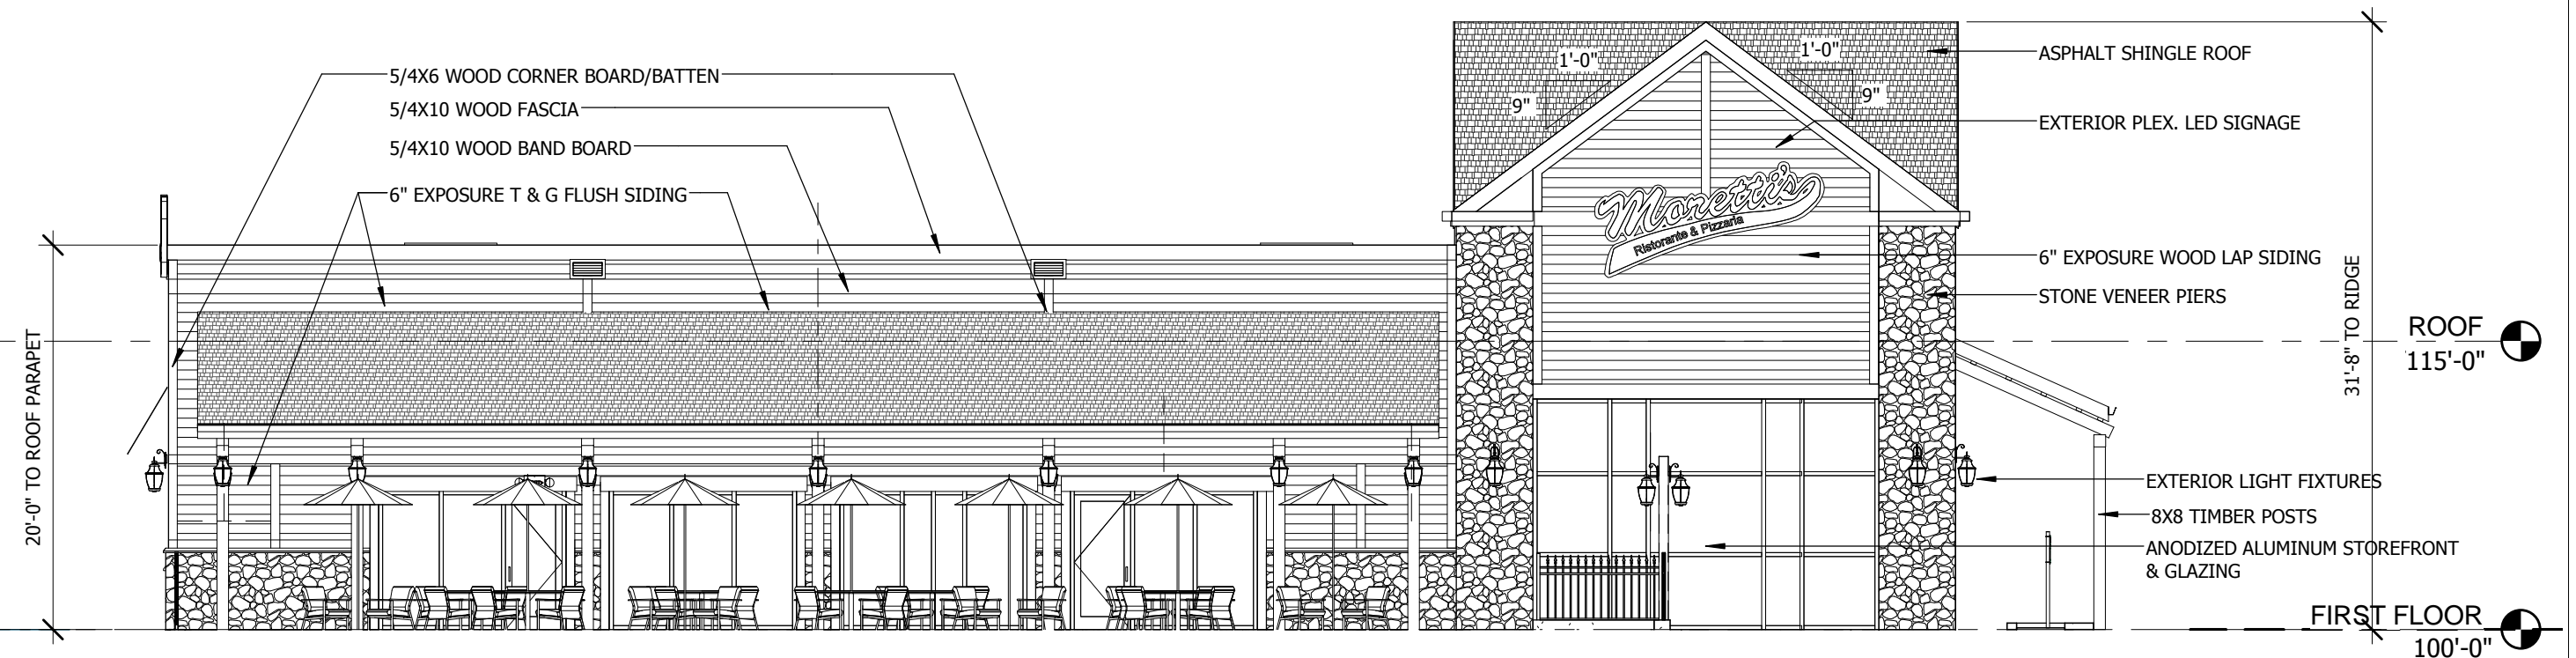 5/4X6 WOOD CORNER BOARD/BATTEN
5/4X10 WOOD FASCIA
5/4X10 WOOD BAND BOARD
6" EXPOSURE T & G FLUSH SIDING
20'-0" TO ROOF PARAPET
1'-0"
9"
1'-0"
9"
Moretti's
Ristorante & Pizzaria
ASPHALT SHINGLE ROOF
EXTERIOR PLEX. LED SIGNAGE
6" EXPOSURE WOOD LAP SIDING
STONE VENEER PIERS
31'-8" TO RIDGE
ROOF
115'-0"
EXTERIOR LIGHT FIXTURES
8X8 TIMBER POSTS
ANODIZED ALUMINUM STOREFRONT
& GLAZING
FIRST FLOOR
100'-0"